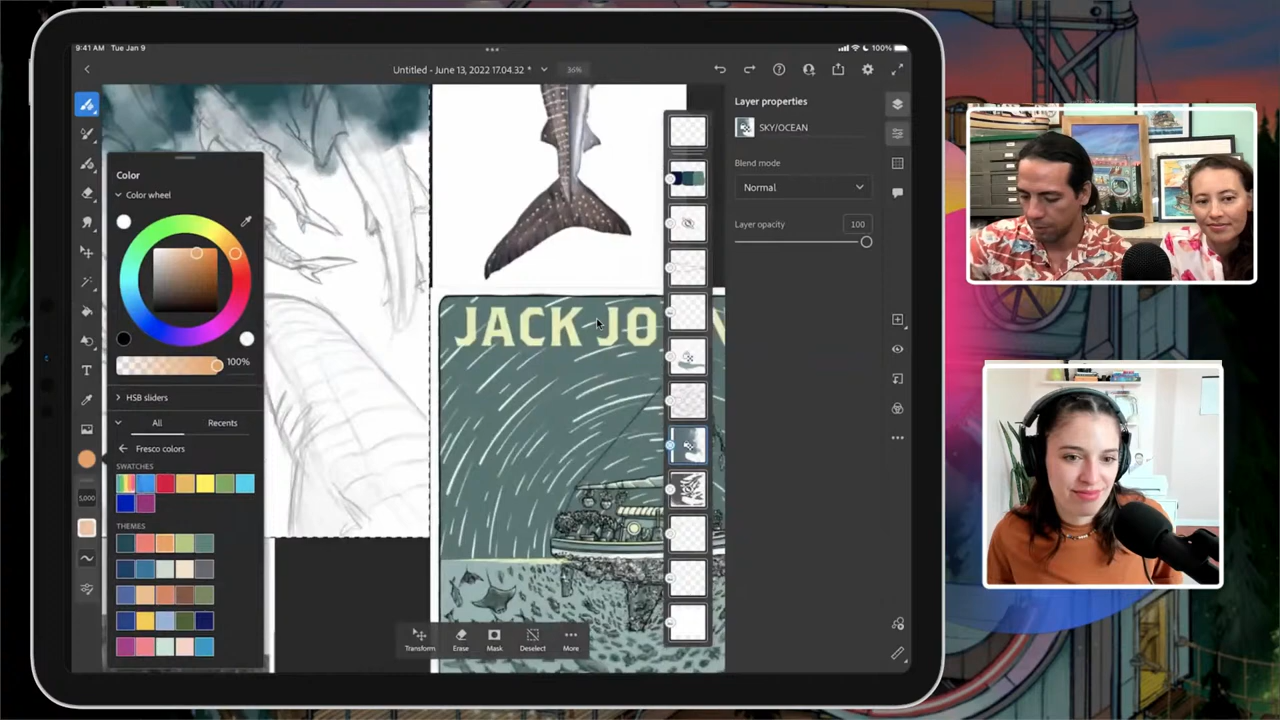 9:41 AM Tue Jan 9
100%
Untitled - June 13, 2022 17.04.32 *
36%
Color
Color wheel
100%
HSB sliders
All
Recents
Fresco colors
SWATCHES
THEMES
5,000
T
JACK JO
Transform
Erase
Mask
Deselect
More
Layer properties
SKY/OCEAN
Blend mode
Normal
Layer opacity
100